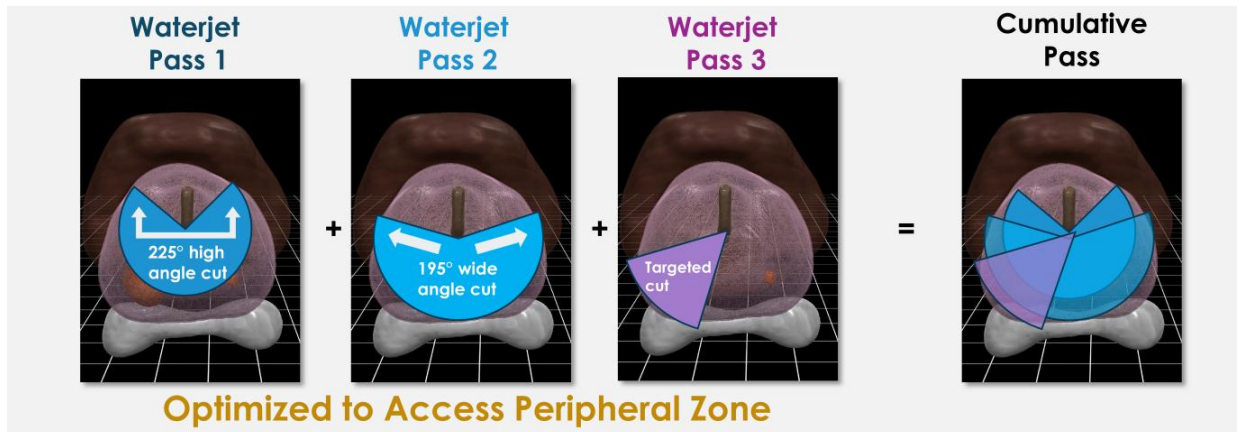 Waterjet
Pass 1
Waterjet
Pass 2
Waterjet
Pass 3
Cumulative
Pass
225° high
angle cut
+
195° wide
angle cut
+
Targeted
cut
=
Optimized to Access Peripheral Zone